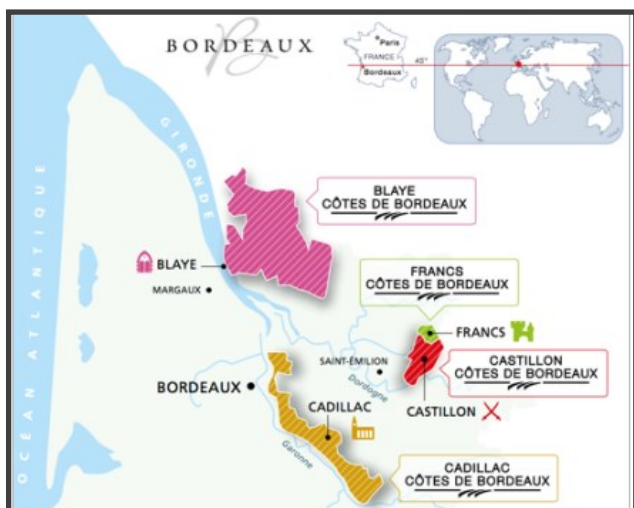 BORDEAUX
Paris
FRANCE
Bordeaux
45°
GIRONDE
OCÉAN ATLANTIQUE
BLAYE
CÔTES DE BORDEAUX
BLAYE
MARGAUX
FRANCS
CÔTES DE BORDEAUX
FRANCS
SAINT-ÉMILION
CASTILLON
CÔTES DE BORDEAUX
Dordogne
BORDEAUX
CADILLAC
CASTILLON
Garonne
CADILLAC
CÔTES DE BORDEAUX